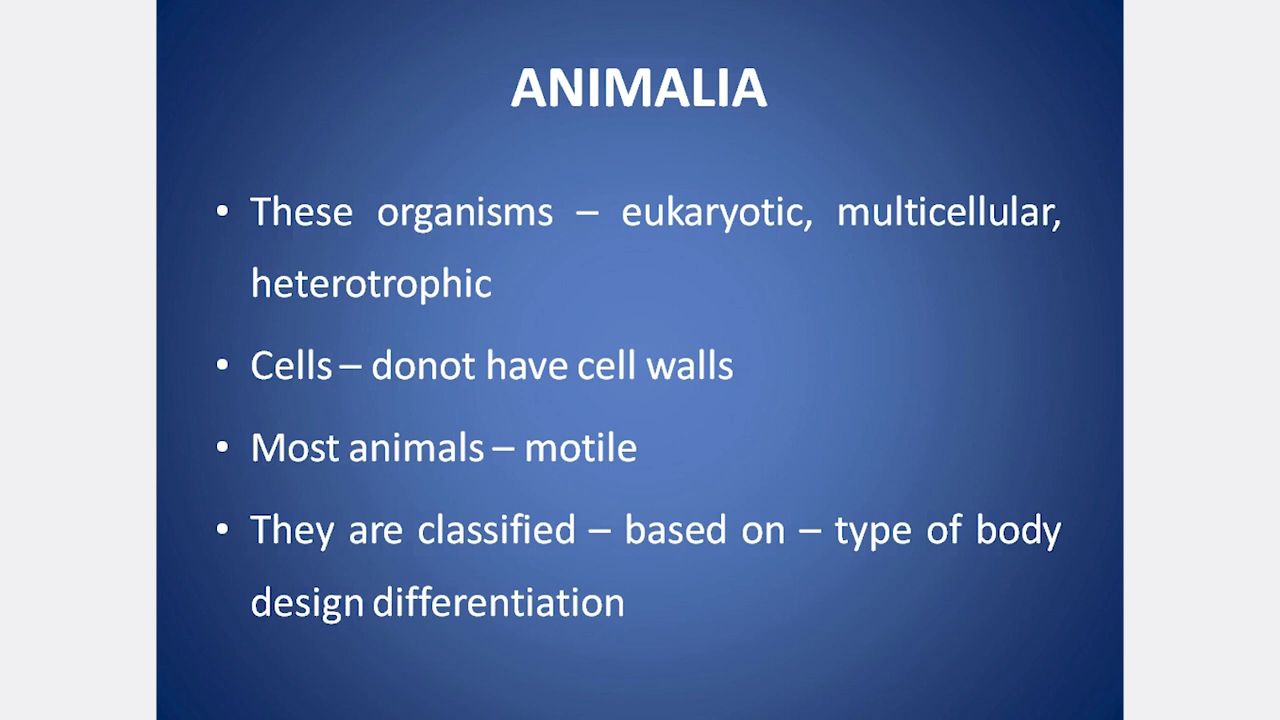 ANIMALIA
• These organisms – eukaryotic, multicellular,
heterotrophic
• Cells – donot have cell walls
• Most animals – motile
• They are classified – based on – type of body
design differentiation